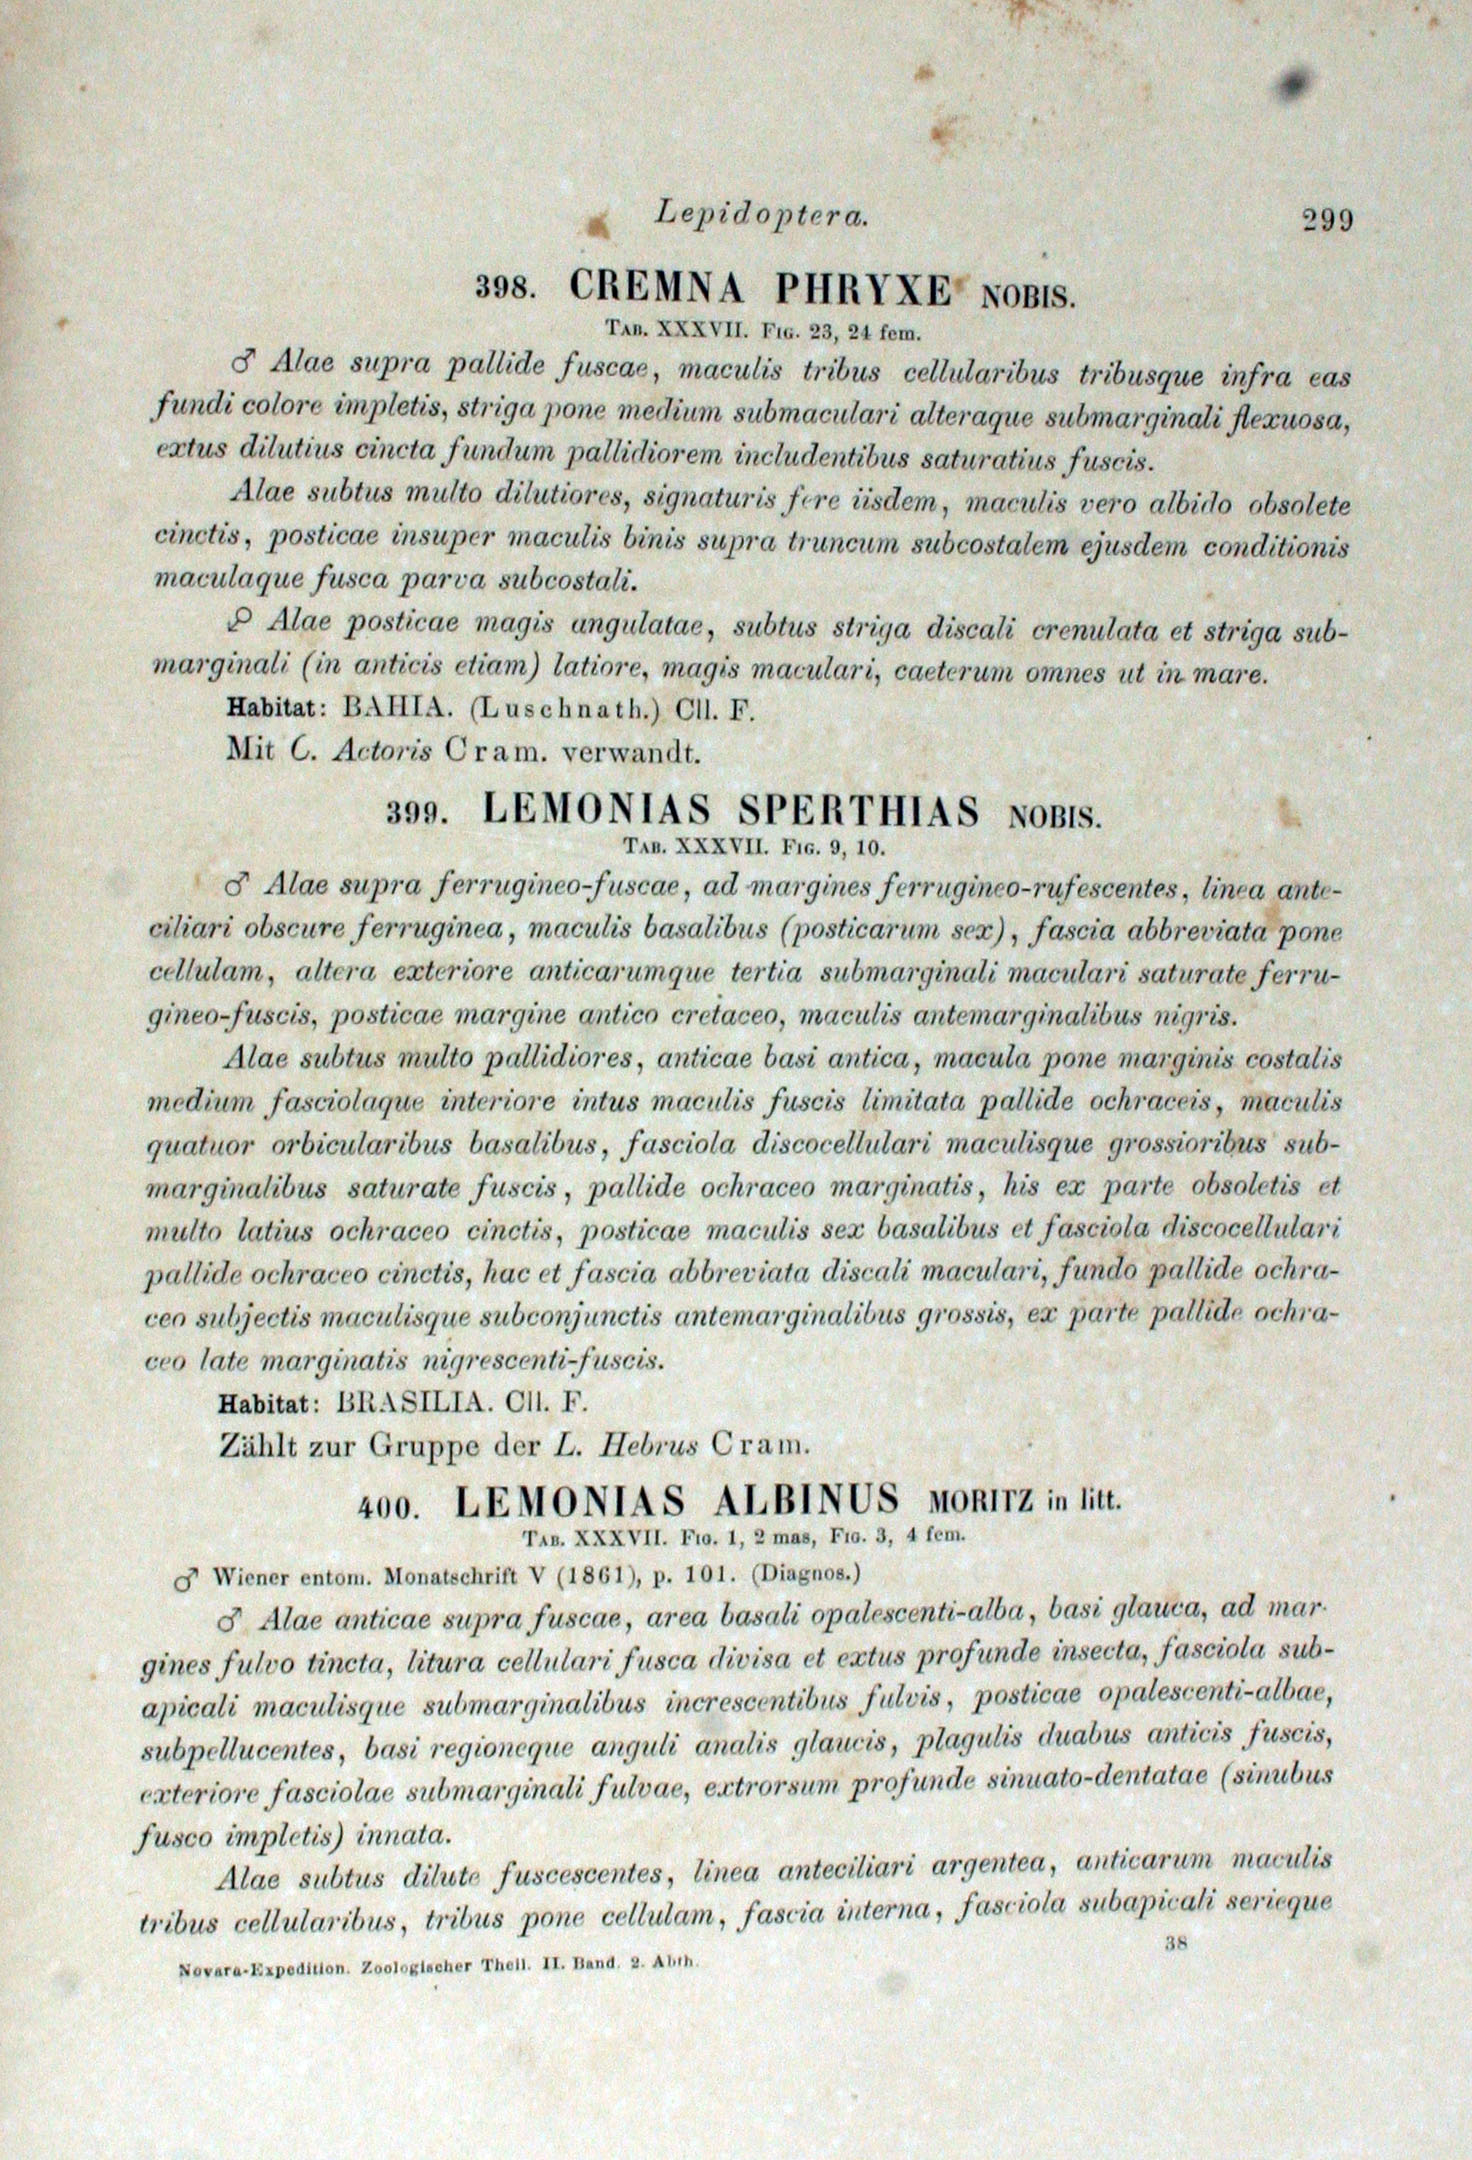 Lepidoptera. 299
398. CREMNA PHRYXE NOBIS.
TAB. XXXVII. FIG. 23, 24 fem.
♂ Alae supra pallide fuscae, maculis tribus cellularibus tribusque infra eas
fundi colore impletis, striga pone medium submaculari alteraque submarginali flexuosa,
extus dilutius cincta fundum pallidiorem includentibus saturatius fuscis.
Alae subtus multo dilutiores, signaturis fere iisdem, maculis vero albido obsolete
cinctis, posticae insuper maculis binis supra truncum subcostalem ejusdem conditionis
maculaque fusca parva subcostali.
♀ Alae posticae magis angulatae, subtus striga discali crenulata et striga sub-
marginali (in anticis etiam) latiore, magis maculari, caeterum omnes ut in mare.
Habitat: BAHIA. (Luschnath.) Cll. F.
Mit C. Actoris Cram. verwandt.
399. LEMONIAS SPERTHIAS NOBIS.
TAB. XXXVII. FIG. 9, 10.
♂ Alae supra ferrugineo-fuscae, ad margines ferrugineo-rufescentes, linea ante-
ciliari obscure ferruginea, maculis basalibus (posticarum sex), fascia abbreviata pone
cellulam, altera exteriore anticarumque tertia submarginali maculari saturate ferru-
gineo-fuscis, posticae margine antico cretaceo, maculis antemarginalibus nigris.
Alae subtus multo pallidiores, anticae basi antica, macula pone marginis costalis
medium fasciolaque interiore intus maculis fuscis limitata pallide ochraceis, maculis
quatuor orbicularibus basalibus, fasciola discocellulari maculisque grossioribus sub-
marginalibus saturate fuscis, pallide ochraceo marginatis, his ex parte obsoletis et
multo latius ochraceo cinctis, posticae maculis sex basalibus et fasciola discocellulari
pallide ochraceo cinctis, hac et fascia abbreviata discali maculari, fundo pallide ochra-
ceo subjectis maculisque subconjunctis antemarginalibus grossis, ex parte pallide ochra-
ceo late marginatis nigrescenti-fuscis.
Habitat: BRASILIA. Cll. F.
Zählt zur Gruppe der L. Hebrus Cram.
400. LEMONIAS ALBINUS MORITZ in litt.
TAB. XXXVII. FIG. 1, 2 mas, FIG. 3, 4 fem.
♂ Wiener entom. Monatschrift V (1861), p. 101. (Diagnos.)
♂ Alae anticae supra fuscae, area basali opalescenti-alba, basi glauca, ad mar-
gines fulvo tincta, litura cellulari fusca divisa et extus profunde insecta, fasciola sub-
apicali maculisque submarginalibus increscentibus fulvis, posticae opalescenti-albae,
subpellucentes, basi regioneque anguli analis glaucis, plagulis duabus anticis fuscis,
exteriore fasciolae submarginali fulvae, extrorsum profunde sinuato-dentatae (sinubus
fusco impletis) innata.
Alae subtus dilute fuscescentes, linea anteciliari argentea, anticarum maculis
tribus cellularibus, tribus pone cellulam, fascia interna, fasciola subapicali serieque
38
Novara-Expedition. Zoologischer Theil. II. Band. 2. Abth.